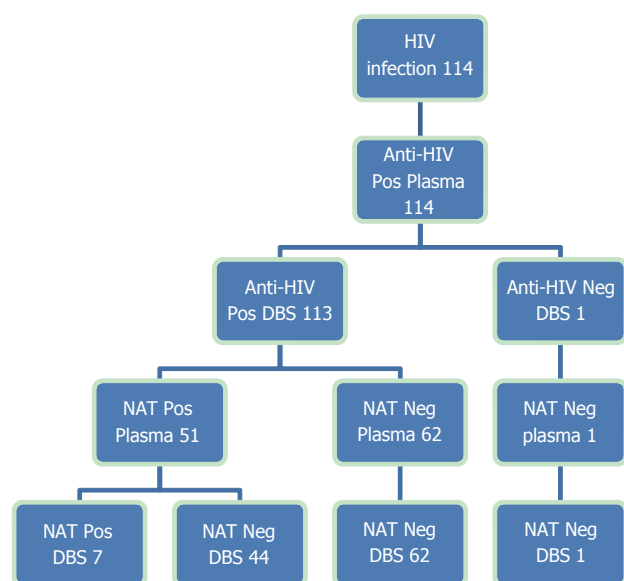 HIV
infection 114
Anti-HIV
Pos Plasma
114
Anti-HIV
Pos DBS 113
Anti-HIV Neg
DBS 1
NAT Pos
Plasma 51
NAT Neg
Plasma 62
NAT Neg
plasma 1
NAT Pos
DBS 7
NAT Neg
DBS 44
NAT Neg
DBS 62
NAT Neg
DBS 1